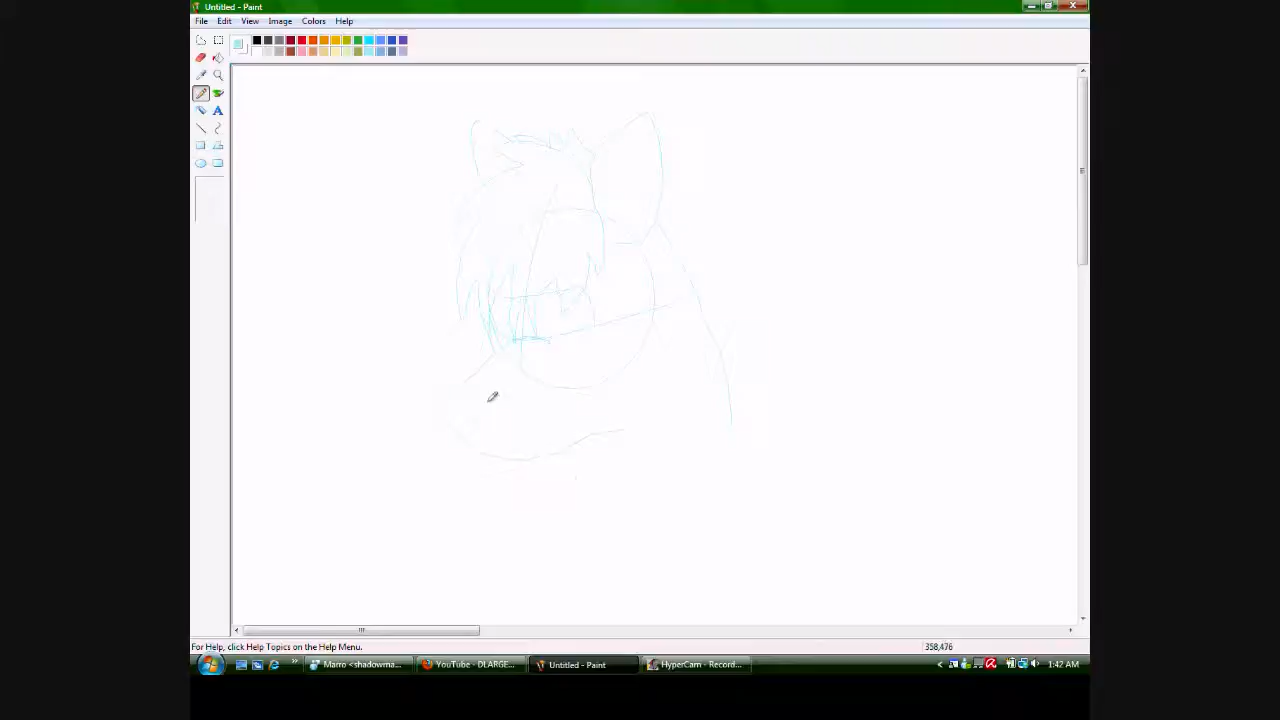 Untitled - Paint
File Edit View Image Colors Help
A
For Help, click Help Topics on the Help Menu.
358,476
Marro <shadowma...
YouTube - DLARGE...
Untitled - Paint
HyperCam - Record...
1:42 AM